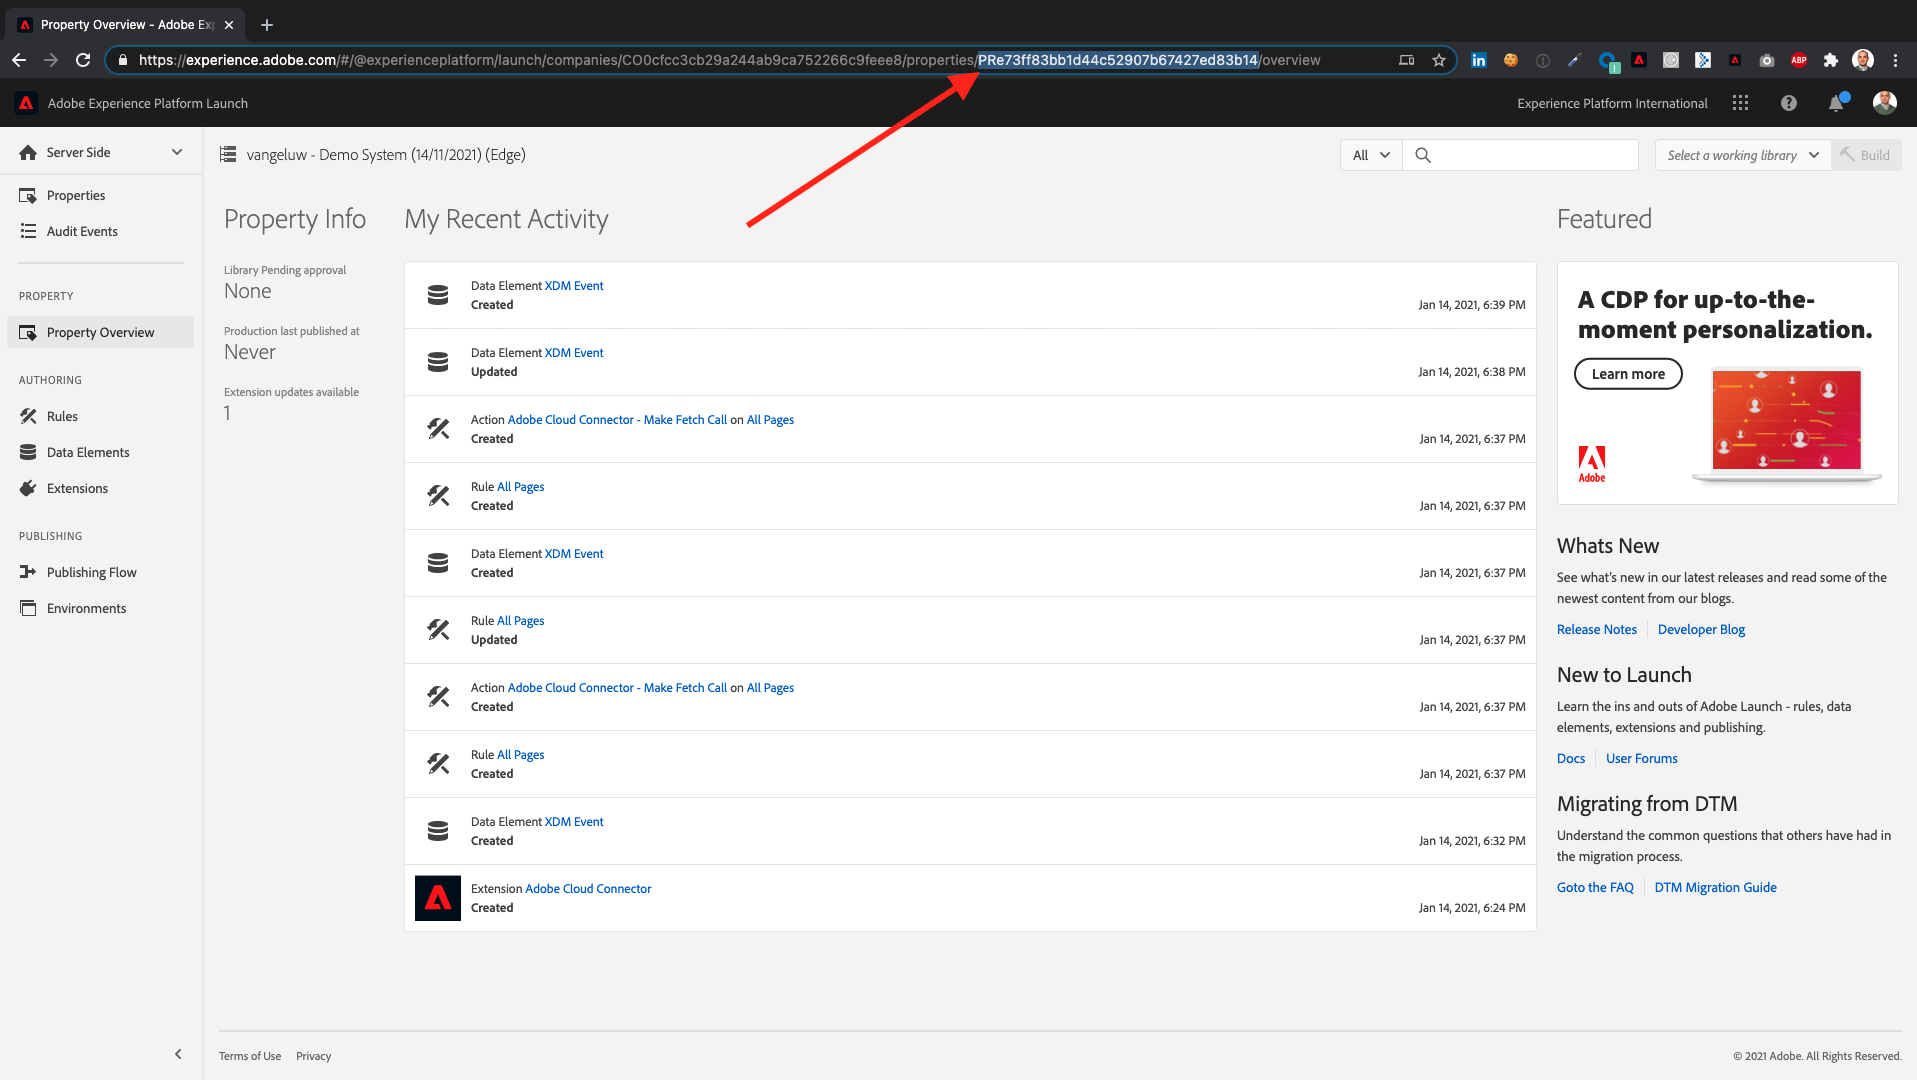 Property Overview - Adobe Exp
https://experience.adobe.com/#/@experienceplatform/launch/companies/CO0cfcc3cb29a244ab9ca752266c9feee8/properties/PRe73ff83bb1d44c52907b67427ed83b14/overview
Adobe Experience Platform Launch
Experience Platform International
Server Side
vangeluw - Demo System (14/11/2021) (Edge)
All
Select a working library
Build
Properties
Audit Events
PROPERTY
Property Overview
AUTHORING
Rules
Data Elements
Extensions
PUBLISHING
Publishing Flow
Environments
Property Info
Library Pending approval
None
Production last published at
Never
Extension updates available
1
My Recent Activity
Data Element XDM Event
Created
Jan 14, 2021, 6:39 PM
Data Element XDM Event
Updated
Jan 14, 2021, 6:38 PM
Action Adobe Cloud Connector - Make Fetch Call on All Pages
Created
Jan 14, 2021, 6:37 PM
Rule All Pages
Created
Jan 14, 2021, 6:37 PM
Data Element XDM Event
Created
Jan 14, 2021, 6:37 PM
Rule All Pages
Updated
Jan 14, 2021, 6:37 PM
Action Adobe Cloud Connector - Make Fetch Call on All Pages
Created
Jan 14, 2021, 6:37 PM
Rule All Pages
Created
Jan 14, 2021, 6:37 PM
Data Element XDM Event
Created
Jan 14, 2021, 6:32 PM
Extension Adobe Cloud Connector
Created
Jan 14, 2021, 6:24 PM
Featured
A CDP for up-to-the-
moment personalization.
Learn more
Adobe
Whats New
See what's new in our latest releases and read some of the
newest content from our blogs.
Release Notes
Developer Blog
New to Launch
Learn the ins and outs of Adobe Launch - rules, data
elements, extensions and publishing.
Docs
User Forums
Migrating from DTM
Understand the common questions that others have had in
the migration process.
Goto the FAQ
DTM Migration Guide
Terms of Use
Privacy
© 2021 Adobe. All Rights Reserved.
in
ABP